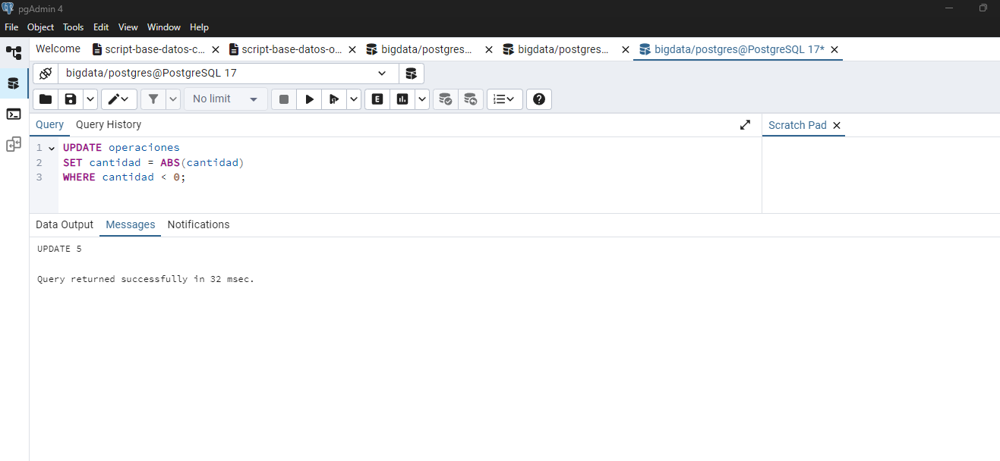 pgAdmin 4
File Object Tools Edit View Window Help
Welcome script-base-datos-c... script-base-datos-o... bigdata/postgres... bigdata/postgres... bigdata/postgres@PostgreSQL 17*
bigdata/postgres@PostgreSQL 17
No limit E
Query Query History Scratch Pad
1 UPDATE operaciones
2 SET cantidad = ABS(cantidad)
3 WHERE cantidad < 0;
Data Output Messages Notifications
UPDATE 5
Query returned successfully in 32 msec.